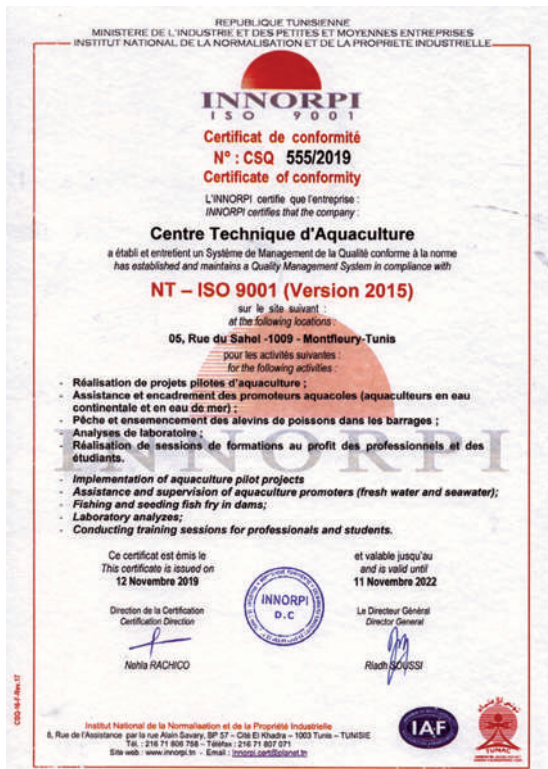 REPUBLIQUE TUNISIENNE
MINISTERE DE L'INDUSTRIE ET DES PETITES ET MOYENNES ENTREPRISES
INSTITUT NATIONAL DE LA NORMALISATION ET DE LA PROPRIETE INDUSTRIELLE
INNORPI
ISO 9001
Certificat de conformité
N° : CSQ 555/2019
Certificate of conformity
L'INNORPI certifie que l'entreprise :
INNORPI certifies that the company :
Centre Technique d'Aquaculture
a établi et entretient un Système de Management de la Qualité conforme à la norme
has established and maintains a Quality Management System in compliance with
NT – ISO 9001 (Version 2015)
sur le site suivant :
at the following locations :
05, Rue du Sahel -1009 - Montfleury-Tunis
pour les activités suivantes :
for the following activities :
- Réalisation de projets pilotes d'aquaculture ;
- Assistance et encadrement des promoteurs aquacoles (aquaculteurs en eau
continentale et en eau de mer) ;
- Pêche et ensemencement des alevins de poissons dans les barrages ;
- Analyses de laboratoire ;
- Réalisation de sessions de formations au profit des professionnels et des
étudiants.
INNORPI
- Implementation of aquaculture pilot projects
- Assistance and supervision of aquaculture promoters (fresh water and seawater);
- Fishing and seeding fish fry in dams;
- Laboratory analyzes;
- Conducting training sessions for professionals and students.
Ce certificat est émis le
This certificate is issued on
12 Novembre 2019
et valable jusqu'au
and is valid until
11 Novembre 2022
INNORPI
D.C
Direction de la Certification
Certification Direction
Nehla RACHICO
Le Directeur Général
Director General
Riadh SOUSSI
CSQ-16-F-Rev.17
Institut National de la Normalisation et de la Propriété Industrielle
8, Rue de l'Assistance par la rue Alain Savary, BP 57 – Cité El Khadra – 1003 Tunis – TUNISIE
Tél. : 216 71 806 758 – Téléfax : 216 71 807 071
Site web : www.innorpi.tn - Email : innorpi.cert@planet.tn
IAF
TUNAC